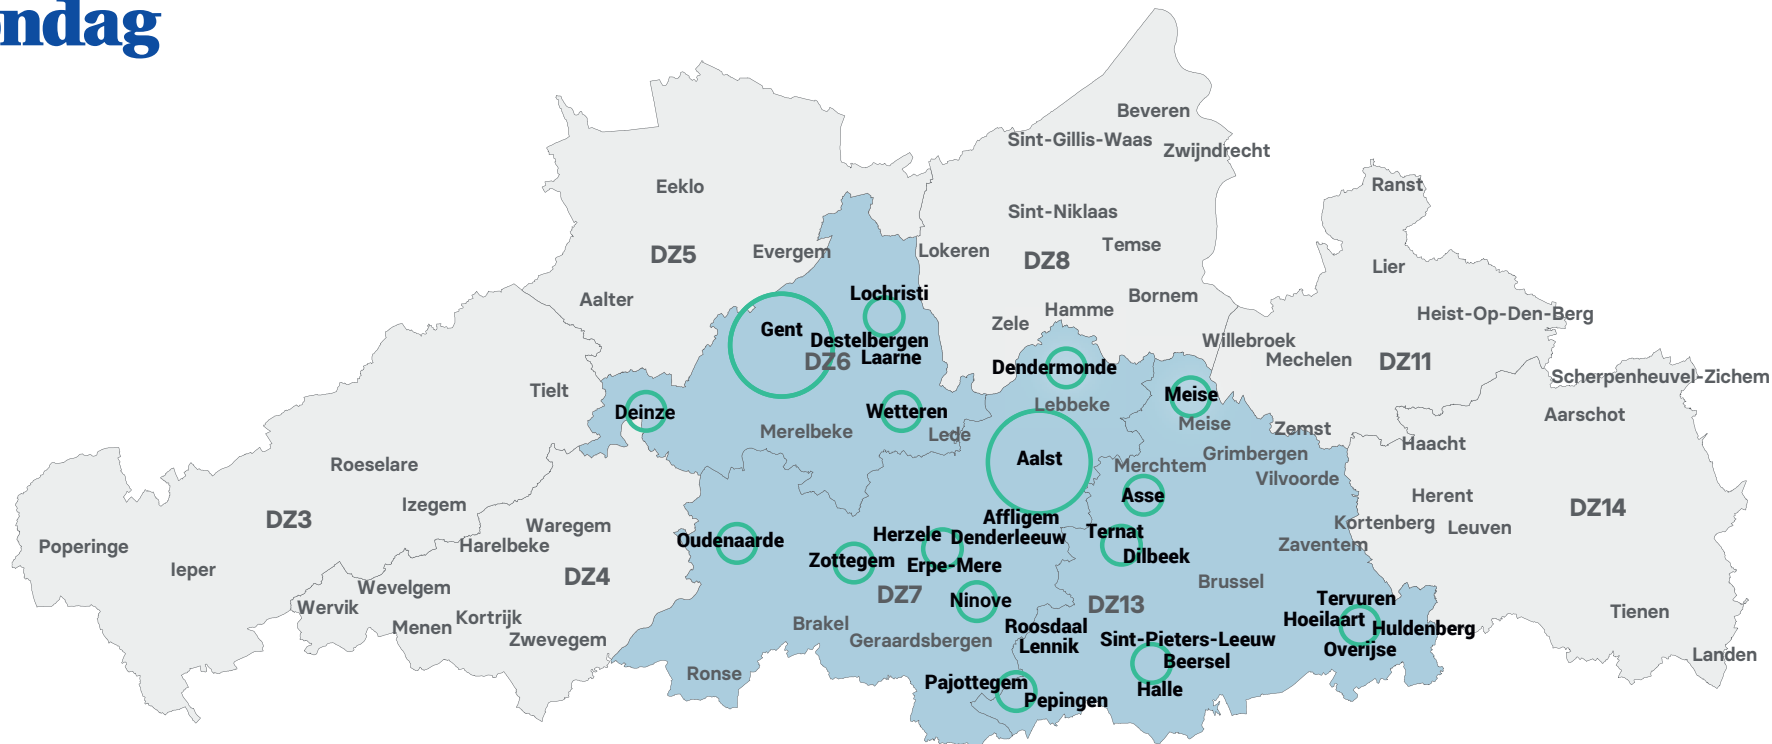 ondag
Beveren
Sint-Gillis-Waas
Zwijndrecht
Ranst
Eeklo
Sint-Niklaas
Temse
Evergem
Lokeren
DZ5
DZ8
Lier
Lochristi
Aalter
Bornem
Hamme
Heist-Op-Den-Berg
Zele
Gent
Destelbergen
Laarne
DZ6
Willebroek
Mechelen
DZ11
Dendermonde
Scherpenheuvel-Zichem
Tielt
Meise
Lebbeke
Deinze
Wetteren
Aarschot
Meise
Merelbeke
Lede
Zemst
Haacht
Grimbergen
Aalst
Merchtem
Roeselare
Vilvoorde
Asse
Herent
Izegem
DZ14
DZ3
Affligem
Kortenberg
Leuven
Waregem
Herzele
Denderleeuw
Ternat
Oudenaarde
Harelbeke
Zaventem
Poperinge
Zottegem
Erpe-Mere
Dilbeek
Ieper
DZ4
Brussel
Wevelgem
DZ7
Ninove
DZ13
Tervuren
Wervik
Kortrijk
Hoeilaart
Huldenberg
Tienen
Menen
Brakel
Roosdaal
Lennik
Zwevegem
Geraardsbergen
Sint-Pieters-Leeuw
Overijse
Landen
Beersel
Ronse
Pajottegem
Halle
Pepingen